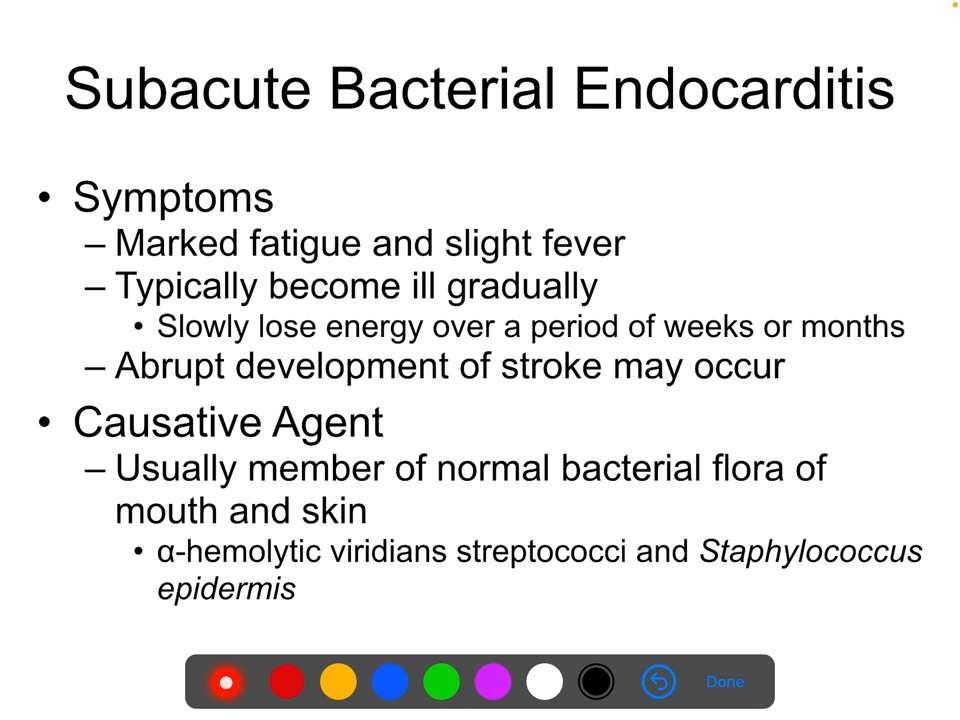 Subacute Bacterial Endocarditis
• Symptoms
– Marked fatigue and slight fever
– Typically become ill gradually
• Slowly lose energy over a period of weeks or months
– Abrupt development of stroke may occur
• Causative Agent
– Usually member of normal bacterial flora of
mouth and skin
• α-hemolytic viridians streptococci and Staphylococcus
epidermis
Done